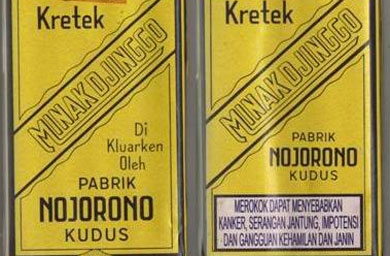 Kretek
MINAK DJINGGO
Di
Kluarken
Oleh
PABRIK
NOJORONO
KUDUS
Kretek
MINAK DJINGGO
PABRIK
NOJORONO
KUDUS
MEROKOK DAPAT MENYEBABKAN
KANKER, SERANGAN JANTUNG, IMPOTENSI
DAN GANGGUAN KEHAMILAN DAN JANIN